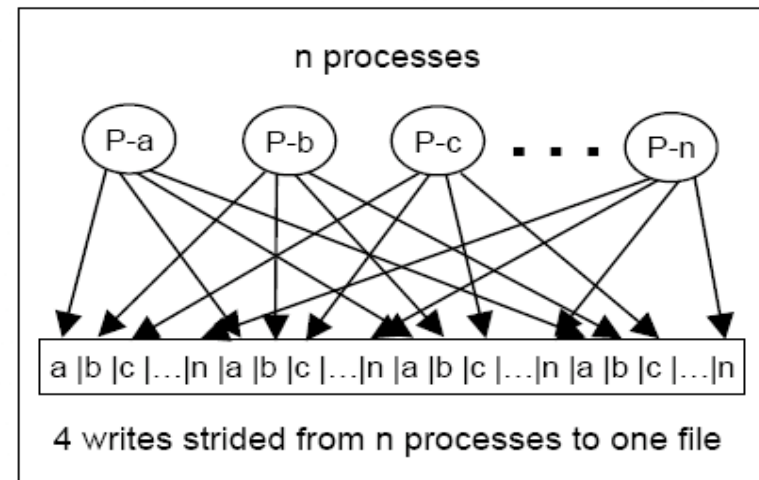 n processes
P-a P-b P-c . . . P-n
a |b |c |...|n |a |b |c |...|n |a |b |c |...|n |a |b |c |...|n
4 writes strided from n processes to one file